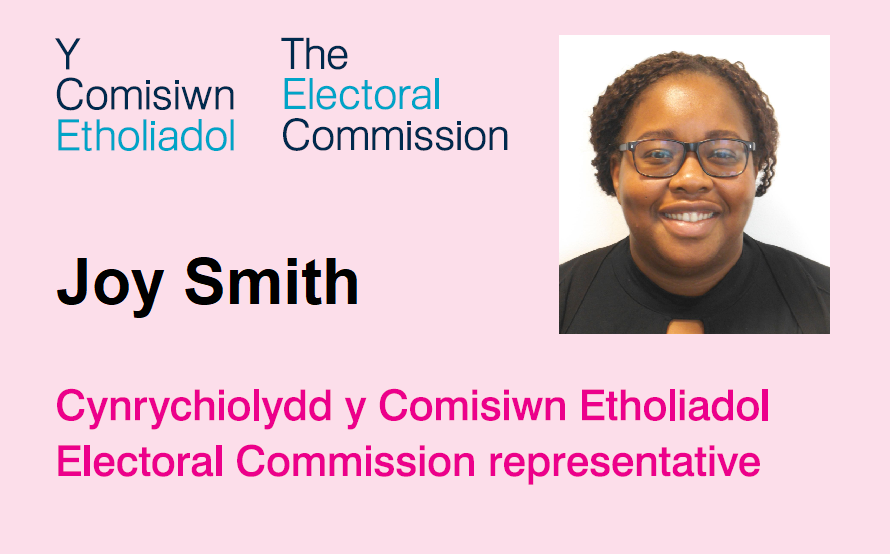 Y
Comisiwn
Etholiadol
The
Electoral
Commission
Joy Smith
Cynrychiolydd y Comisiwn Etholiadol
Electoral Commission representative